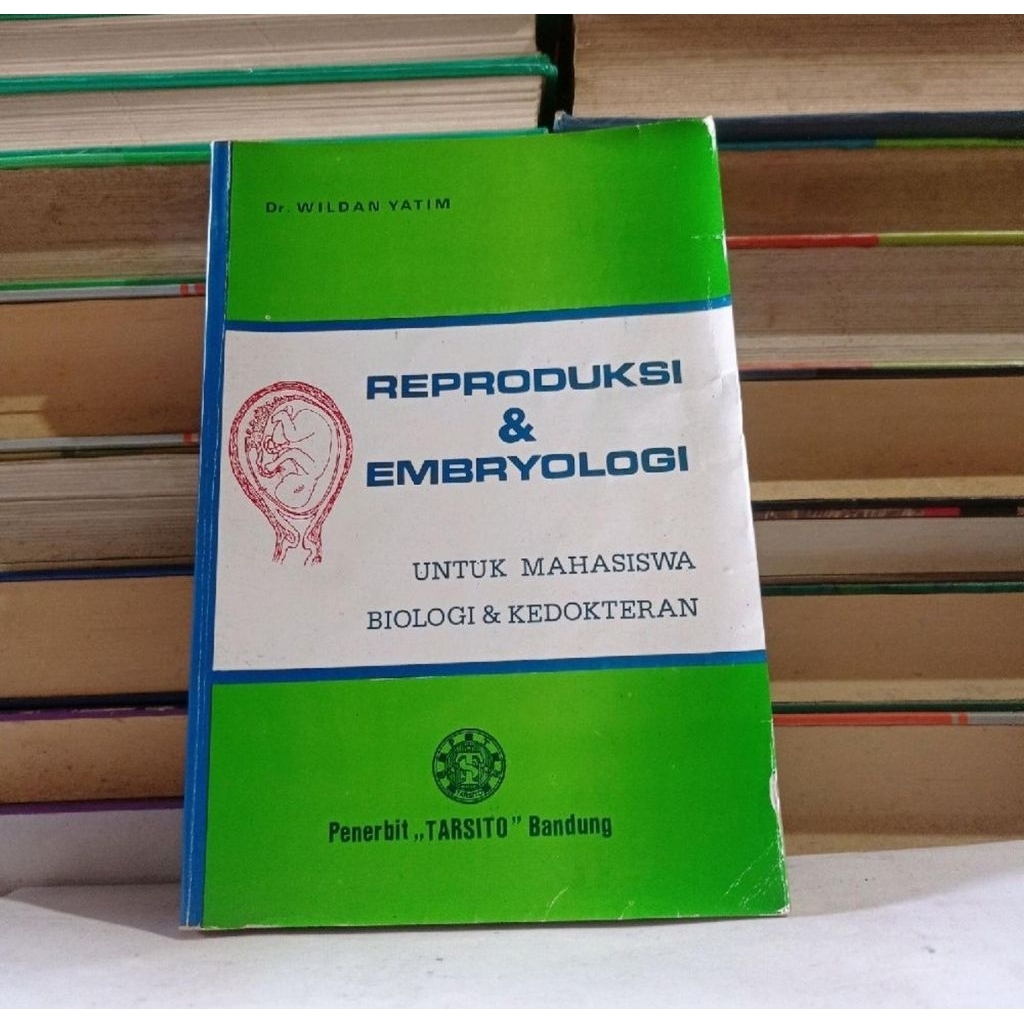 Dr. WILDAN YATIM
REPRODUKSI
&
EMBRYOLOGI
UNTUK MAHASISWA
BIOLOGI & KEDOKTERAN
Penerbit „TARSITO” Bandung